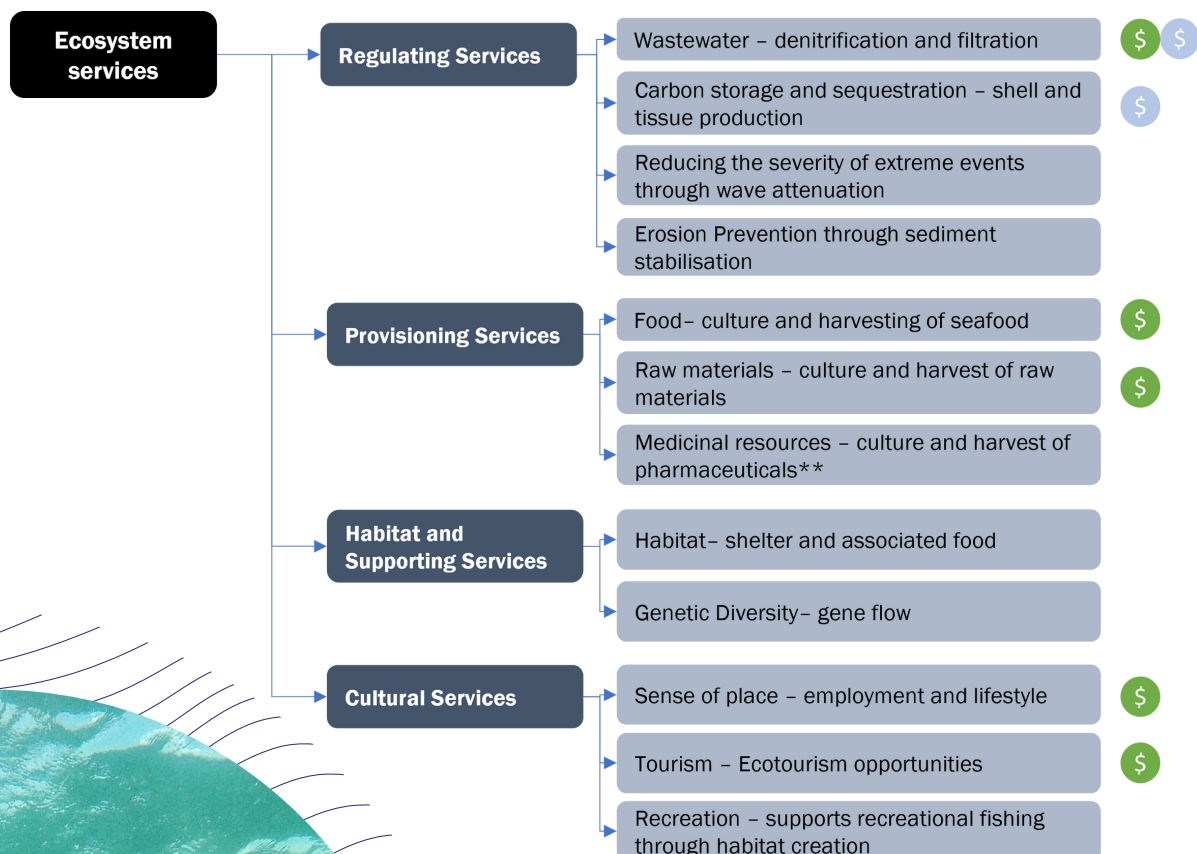 Ecosystem
services
Regulating Services
Wastewater – denitrification and filtration
$ $
Carbon storage and sequestration – shell and
tissue production
$
Reducing the severity of extreme events
through wave attenuation
Erosion Prevention through sediment
stabilisation
Provisioning Services
Food– culture and harvesting of seafood
$
Raw materials – culture and harvest of raw
materials
$
Medicinal resources – culture and harvest of
pharmaceuticals**
Habitat and
Supporting Services
Habitat– shelter and associated food
Genetic Diversity– gene flow
Cultural Services
Sense of place – employment and lifestyle
$
Tourism – Ecotourism opportunities
$
Recreation – supports recreational fishing
through habitat creation